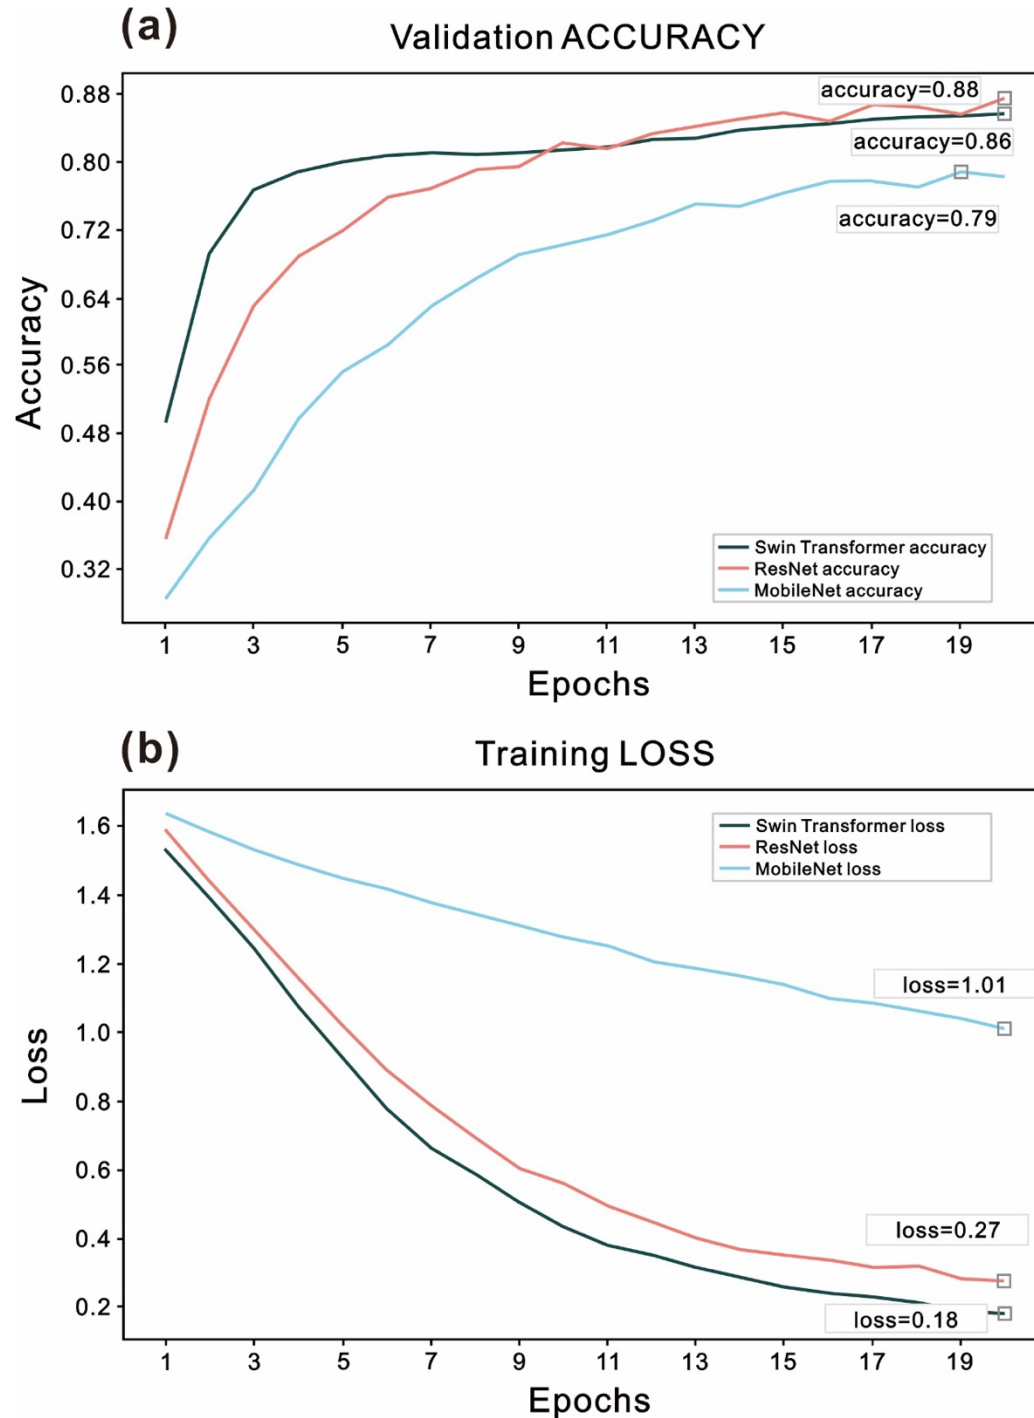 (a)
Validation ACCURACY
0.88
0.80
0.72
0.64
0.56
0.48
0.40
0.32
Accuracy
accuracy=0.88
accuracy=0.86
accuracy=0.79
Swin Transformer accuracy
ResNet accuracy
MobileNet accuracy
1 3 5 7 9 11 13 15 17 19
Epochs
(b)
Training LOSS
1.6
1.4
1.2
1.0
0.8
0.6
0.4
0.2
Loss
Swin Transformer loss
ResNet loss
MobileNet loss
loss=1.01
loss=0.27
loss=0.18
1 3 5 7 9 11 13 15 17 19
Epochs